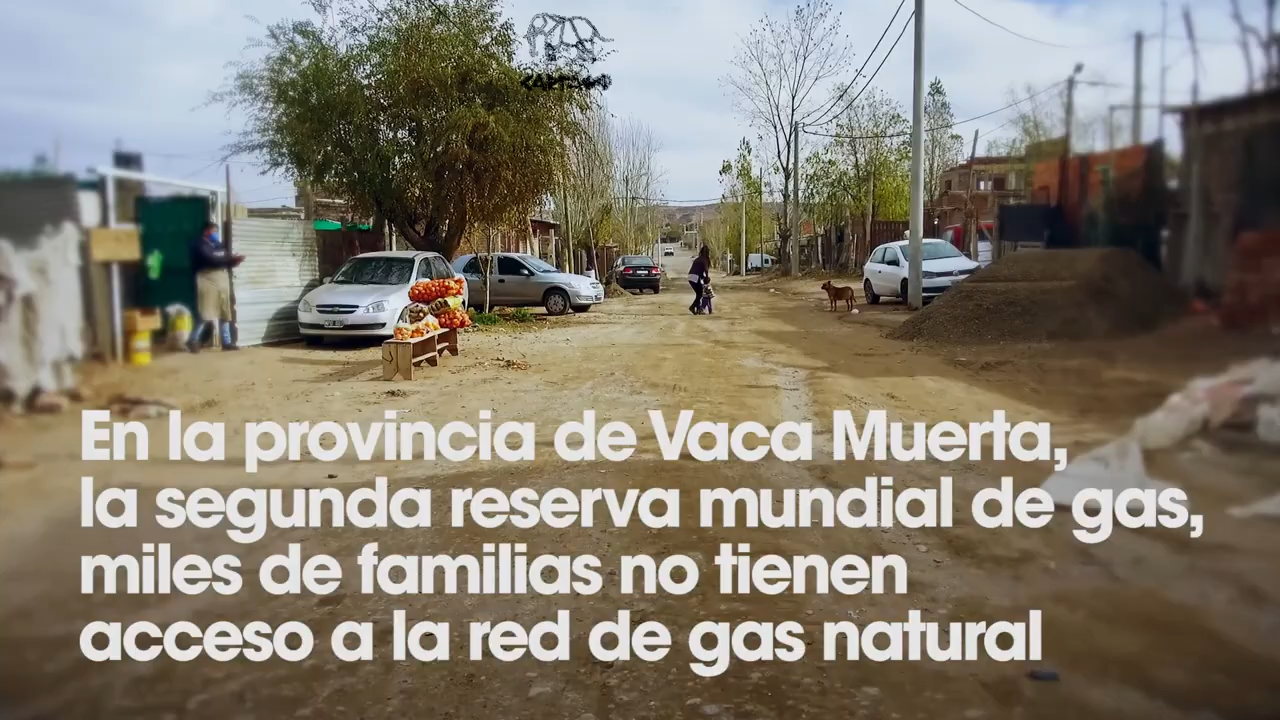 En la provincia de Vaca Muerta,
la segunda reserva mundial de gas,
miles de familias no tienen
acceso a la red de gas natural